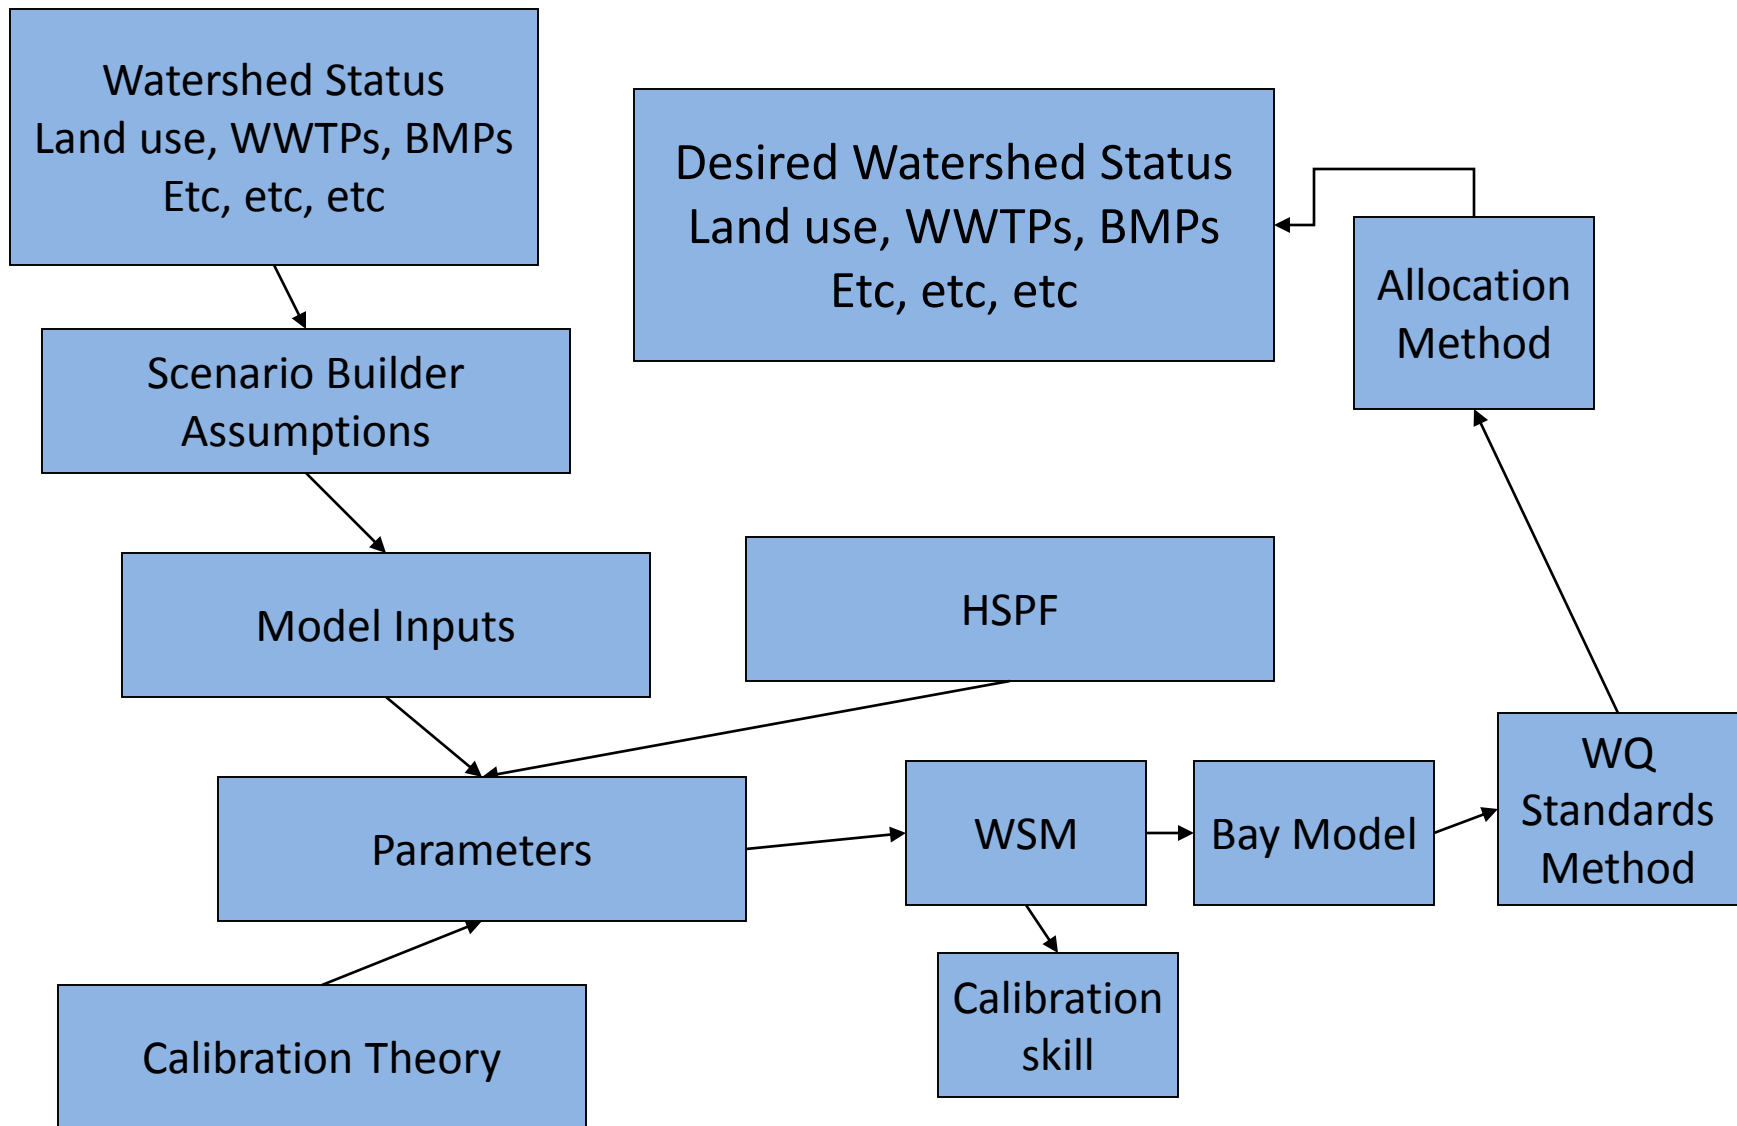 Watershed Status
Land use, WWTPs, BMPs
Etc, etc, etc
Desired Watershed Status
Land use, WWTPs, BMPs
Etc, etc, etc
Allocation
Method
Scenario Builder
Assumptions
Model Inputs
HSPF
Parameters
WSM
Bay Model
WQ
Standards
Method
Calibration
skill
Calibration Theory